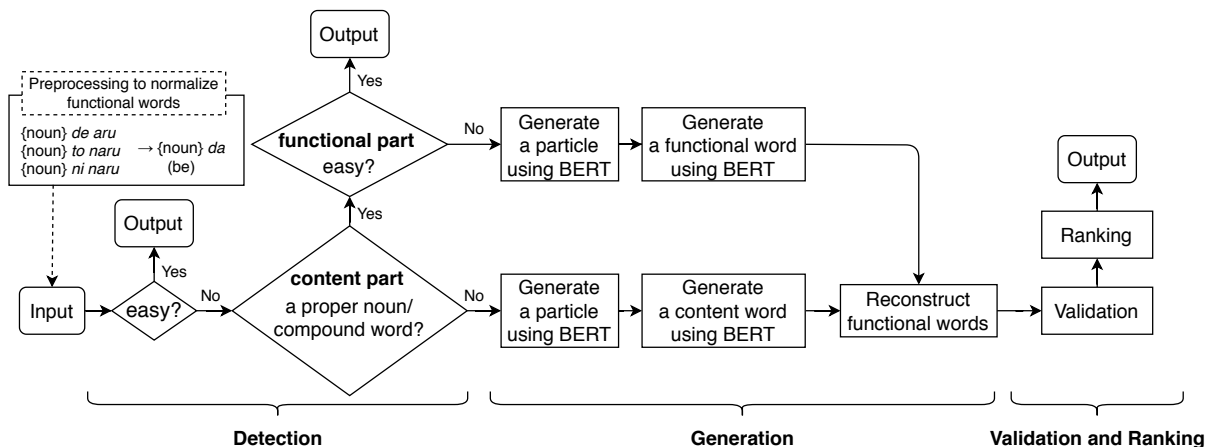 Preprocessing to normalize
functional words
{noun} de aru
{noun} to naru
{noun} ni naru
→ {noun} da
(be)
Input
easy?
Yes
Output
No
content part
a proper noun/
compound word?
Yes
functional part
easy?
Yes
Output
No
Generate
a particle
using BERT
Generate
a functional word
using BERT
No
Generate
a particle
using BERT
Generate
a content word
using BERT
Reconstruct
functional words
Validation
Ranking
Output
Detection
Generation
Validation and Ranking